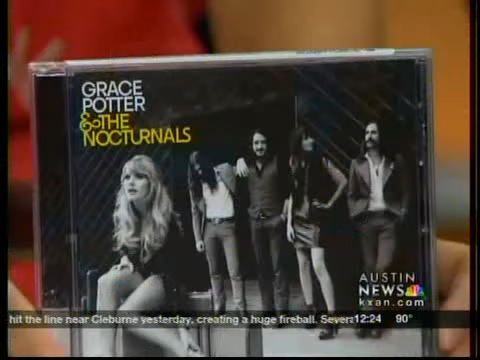 GRACE
POTTER
& THE
NOCTURNALS
AUSTIN
NEWS
kxan.com
hit the line near Cleburne yesterday, creating a huge fireball. Severa
12:24 90°